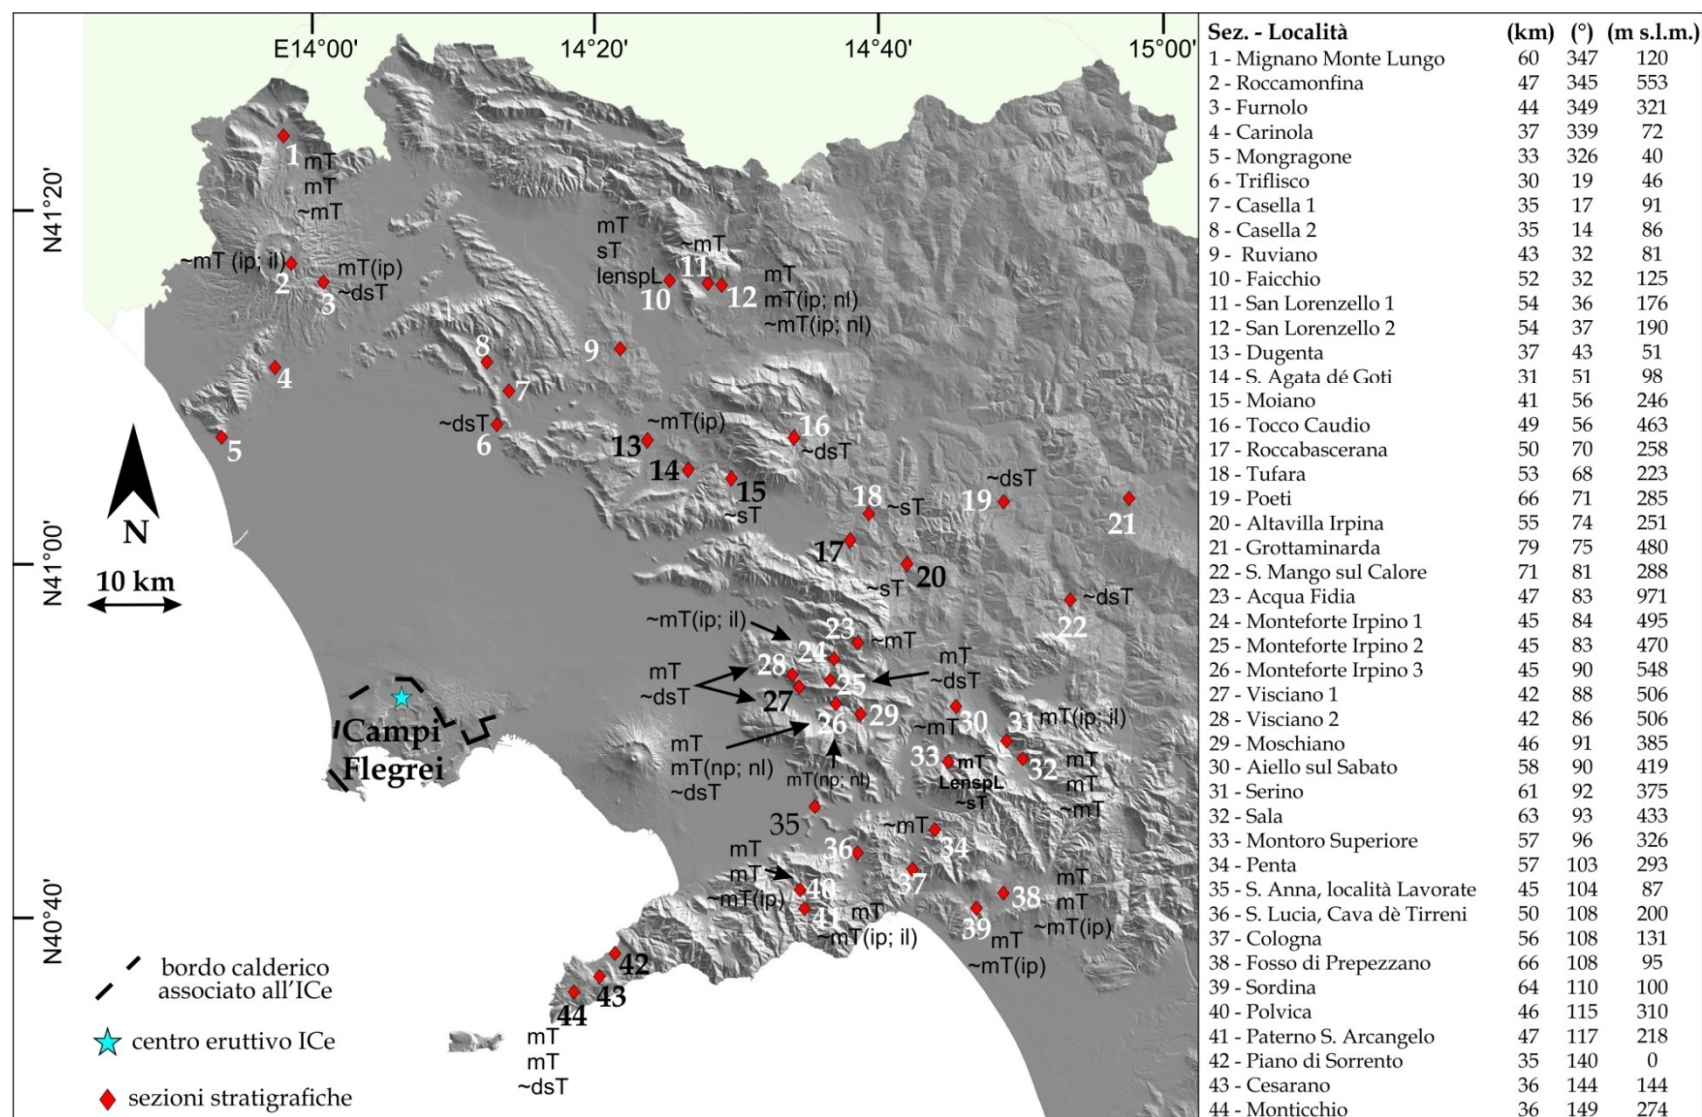 E14°00'
14°20'
14°40'
15°00'
N41°20'
N41°00'
N40°40'
1
mT
mT
~mT
~mT (ip; il)
2
mT(ip)
~dsT
3
4
5
mT
sT
lenspL
10
~mT
11
12
mT
mT(ip; nl)
~mT(ip; nl)
8
7
9
~dsT
6
~mT(ip)
13
14
15
~sT
16
~dsT
18
~sT
17
~sT
20
~dsT
19
21
~dsT
22
~mT(ip; il)
23
~mT
24
mT
~dsT
25
28
mT
~dsT
27
26
29
mT
mT(np; nl)
~dsT
mT(np; nl)
30
~mT
31
mT(ip; il)
33
mT
LenspL
~sT
32
mT
mT
~mT
35
~mT
34
36
37
mT
mT
~mT(ip)
40
41
mT
~mT(ip; il)
38
mT
mT
~mT(ip)
39
mT
~mT(ip)
42
43
44
mT
mT
~dsT
N
10 km
Campi
Flegrei
bordo calderico
associato all'ICe
centro eruttivo ICe
sezioni stratigrafiche
Sez. - Località (km) (°) (m s.l.m.)
1 - Mignano Monte Lungo 60 347 120
2 - Roccamonfina 47 345 553
3 - Furnolo 44 349 321
4 - Carinola 37 339 72
5 - Mongragone 33 326 40
6 - Triflisco 30 19 46
7 - Casella 1 35 17 91
8 - Casella 2 35 14 86
9 - Ruviano 43 32 81
10 - Faicchio 52 32 125
11 - San Lorenzello 1 54 36 176
12 - San Lorenzello 2 54 37 190
13 - Dugenta 37 43 51
14 - S. Agata dé Goti 31 51 98
15 - Moiano 41 56 246
16 - Tocco Caudio 49 56 463
17 - Roccabascerana 50 70 258
18 - Tufara 53 68 223
19 - Poeti 66 71 285
20 - Altavilla Irpina 55 74 251
21 - Grottaminarda 79 75 480
22 - S. Mango sul Calore 71 81 288
23 - Acqua Fidia 47 83 971
24 - Monteforte Irpino 1 45 84 495
25 - Monteforte Irpino 2 45 83 470
26 - Monteforte Irpino 3 45 90 548
27 - Visciano 1 42 88 506
28 - Visciano 2 42 86 506
29 - Moschiano 46 91 385
30 - Aiello sul Sabato 58 90 419
31 - Serino 61 92 375
32 - Sala 63 93 433
33 - Montoro Superiore 57 96 326
34 - Penta 57 103 293
35 - S. Anna, località Lavorate 45 104 87
36 - S. Lucia, Cava dè Tirreni 50 108 200
37 - Cologna 56 108 131
38 - Fosso di Prepezzano 66 108 95
39 - Sordina 64 110 100
40 - Polvica 46 115 310
41 - Paterno S. Arcangelo 47 117 218
42 - Piano di Sorrento 35 140 0
43 - Cesarano 36 144 144
44 - Monticchio 36 149 274